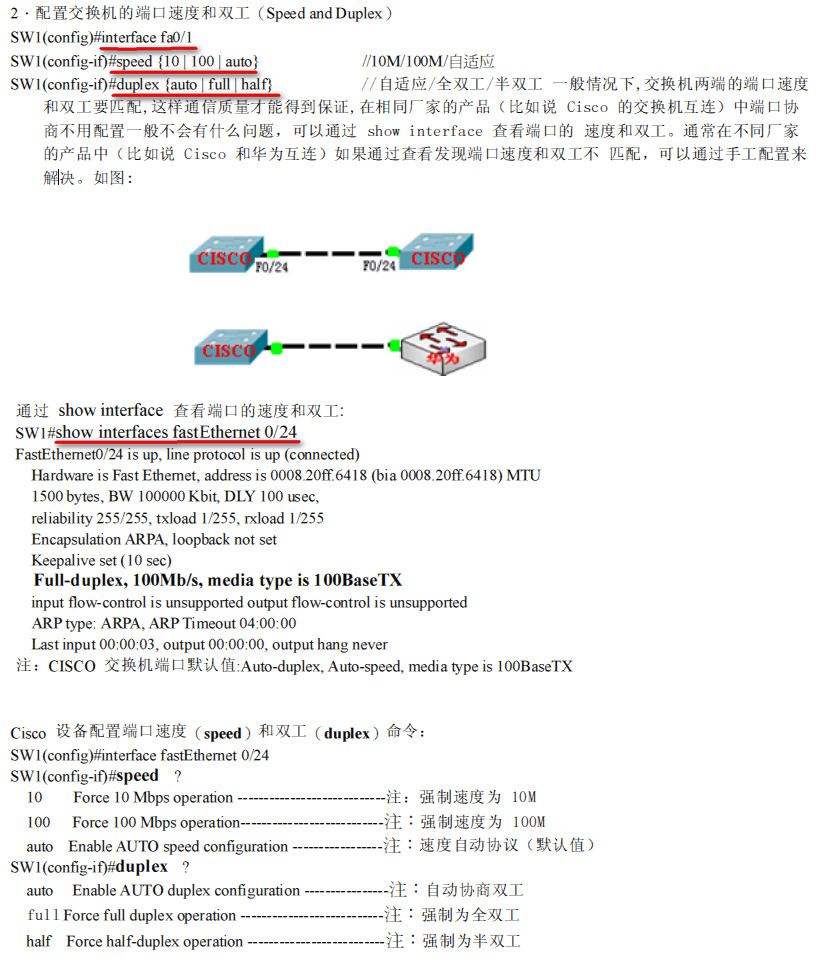 2·配置交换机的端口速度和双工（Speed and Duplex）
SW1(config)#interface fa0/1
SW1(config-if)#speed {10 | 100 | auto} //10M/100M/自适应
SW1(config-if)#duplex {auto | full | half} //自适应/全双工/半双工 一般情况下,交换机两端的端口速度
和双工要匹配,这样通信质量才能得到保证,在相同厂家的产品（比如说 Cisco 的交换机互连）中端口协
商不用配置一般不会有什么问题，可以通过 show interface 查看端口的 速度和双工。通常在不同厂家
的产品中（比如说 Cisco 和华为互连）如果通过查看发现端口速度和双工不 匹配，可以通过手工配置来
解决。如图:
CISCO F0/24 F0/24 CISCO
CISCO 华为
通过 show interface 查看端口的速度和双工:
SW1#show interfaces fastEthernet 0/24
FastEthernet0/24 is up, line protocol is up (connected)
Hardware is Fast Ethernet, address is 0008.20ff.6418 (bia 0008.20ff.6418) MTU
1500 bytes, BW 100000 Kbit, DLY 100 usec,
reliability 255/255, txload 1/255, rxload 1/255
Encapsulation ARPA, loopback not set
Keepalive set (10 sec)
Full-duplex, 100Mb/s, media type is 100BaseTX
input flow-control is unsupported output flow-control is unsupported
ARP type: ARPA, ARP Timeout 04:00:00
Last input 00:00:03, output 00:00:00, output hang never
注：CISCO 交换机端口默认值:Auto-duplex, Auto-speed, media type is 100BaseTX
Cisco 设备配置端口速度（speed）和双工（duplex）命令：
SW1(config)#interface fastEthernet 0/24
SW1(config-if)#speed ?
10 Force 10 Mbps operation ----------------------------注：强制速度为 10M
100 Force 100 Mbps operation---------------------------注：强制速度为 100M
auto Enable AUTO speed configuration -----------------注：速度自动协议（默认值）
SW1(config-if)#duplex ?
auto Enable AUTO duplex configuration ----------------注：自动协商双工
full Force full duplex operation ---------------------------注：强制为全双工
half Force half-duplex operation --------------------------注：强制为半双工